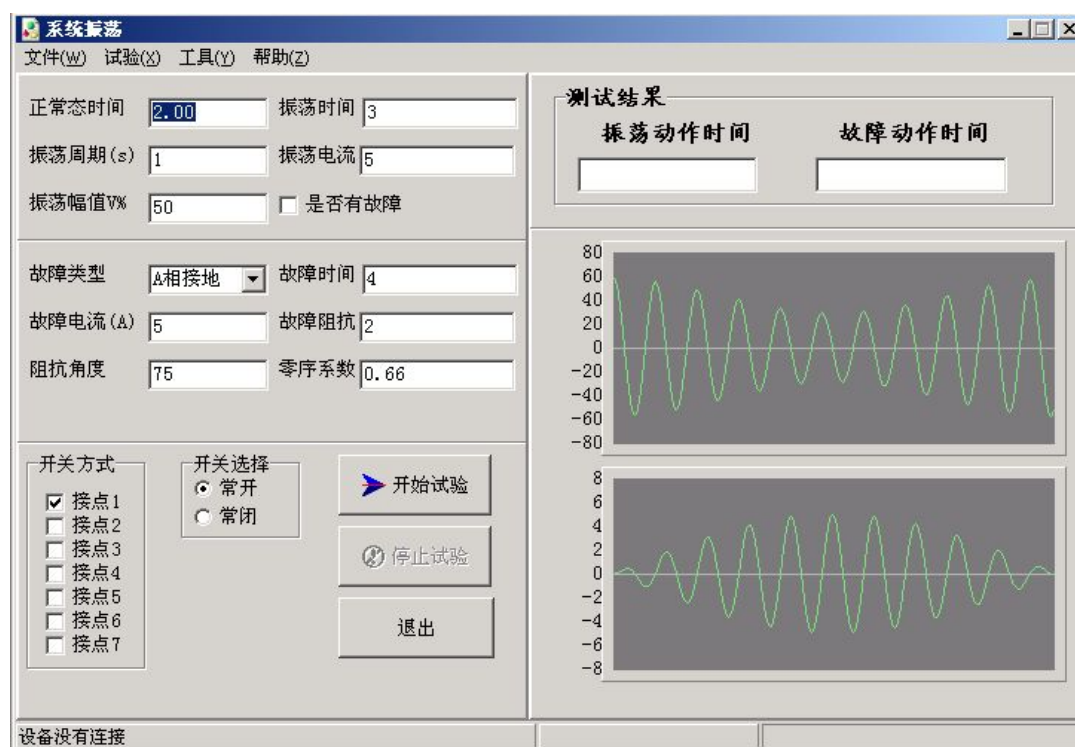 系统振荡
文件(W) 试验(X) 工具(Y) 帮助(Z)
正常态时间 2.00 振荡时间 3
振荡周期(s) 1 振荡电流 5
振荡幅值V% 50 是否有故障
故障类型 A相接地 故障时间 4
故障电流(A) 5 故障阻抗 2
阻抗角度 75 零序系数 0.66
开关方式
接点1
接点2
接点3
接点4
接点5
接点6
接点7
开关选择
常开
常闭
开始试验
停止试验
退出
测试结果
振荡动作时间 故障动作时间
80
60
40
20
0
-20
-40
-60
-80
8
6
4
2
0
-2
-4
-6
-8
设备没有连接